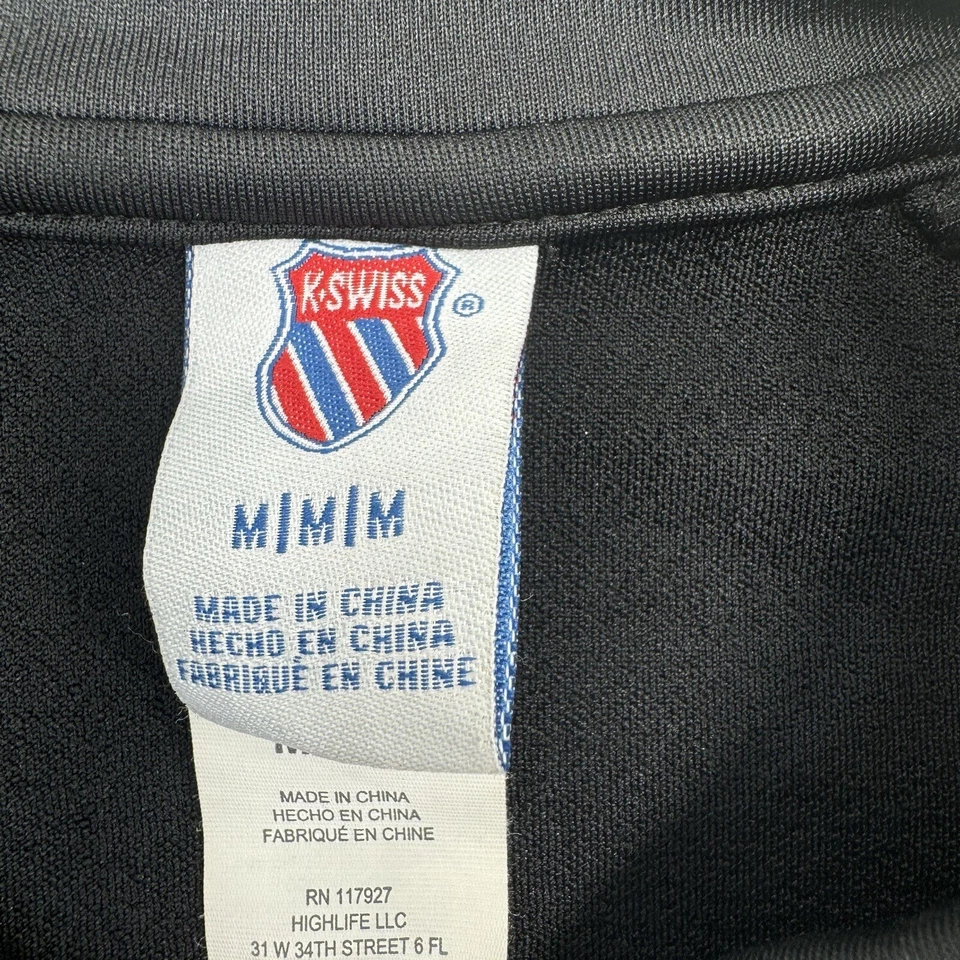 K·SWISS
®
M|M|M
MADE IN CHINA
HECHO EN CHINA
FABRIQUÉ EN CHINE
MADE IN CHINA
HECHO EN CHINA
FABRIQUÉ EN CHINE
RN 117927
HIGHLIFE LLC
31 W 34TH STREET 6 FL